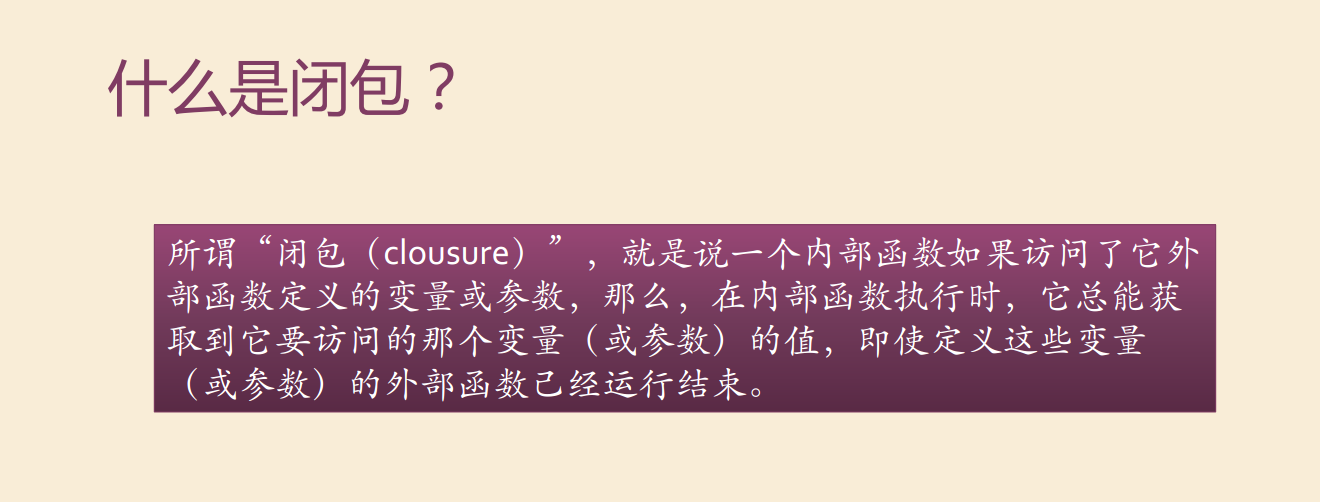 什么是闭包？
所谓“闭包（clousure）”，就是说一个内部函数如果访问了它外
部函数定义的变量或参数，那么，在内部函数执行时，它总能获
取到它要访问的那个变量（或参数）的值，即使定义这些变量
（或参数）的外部函数已经运行结束。